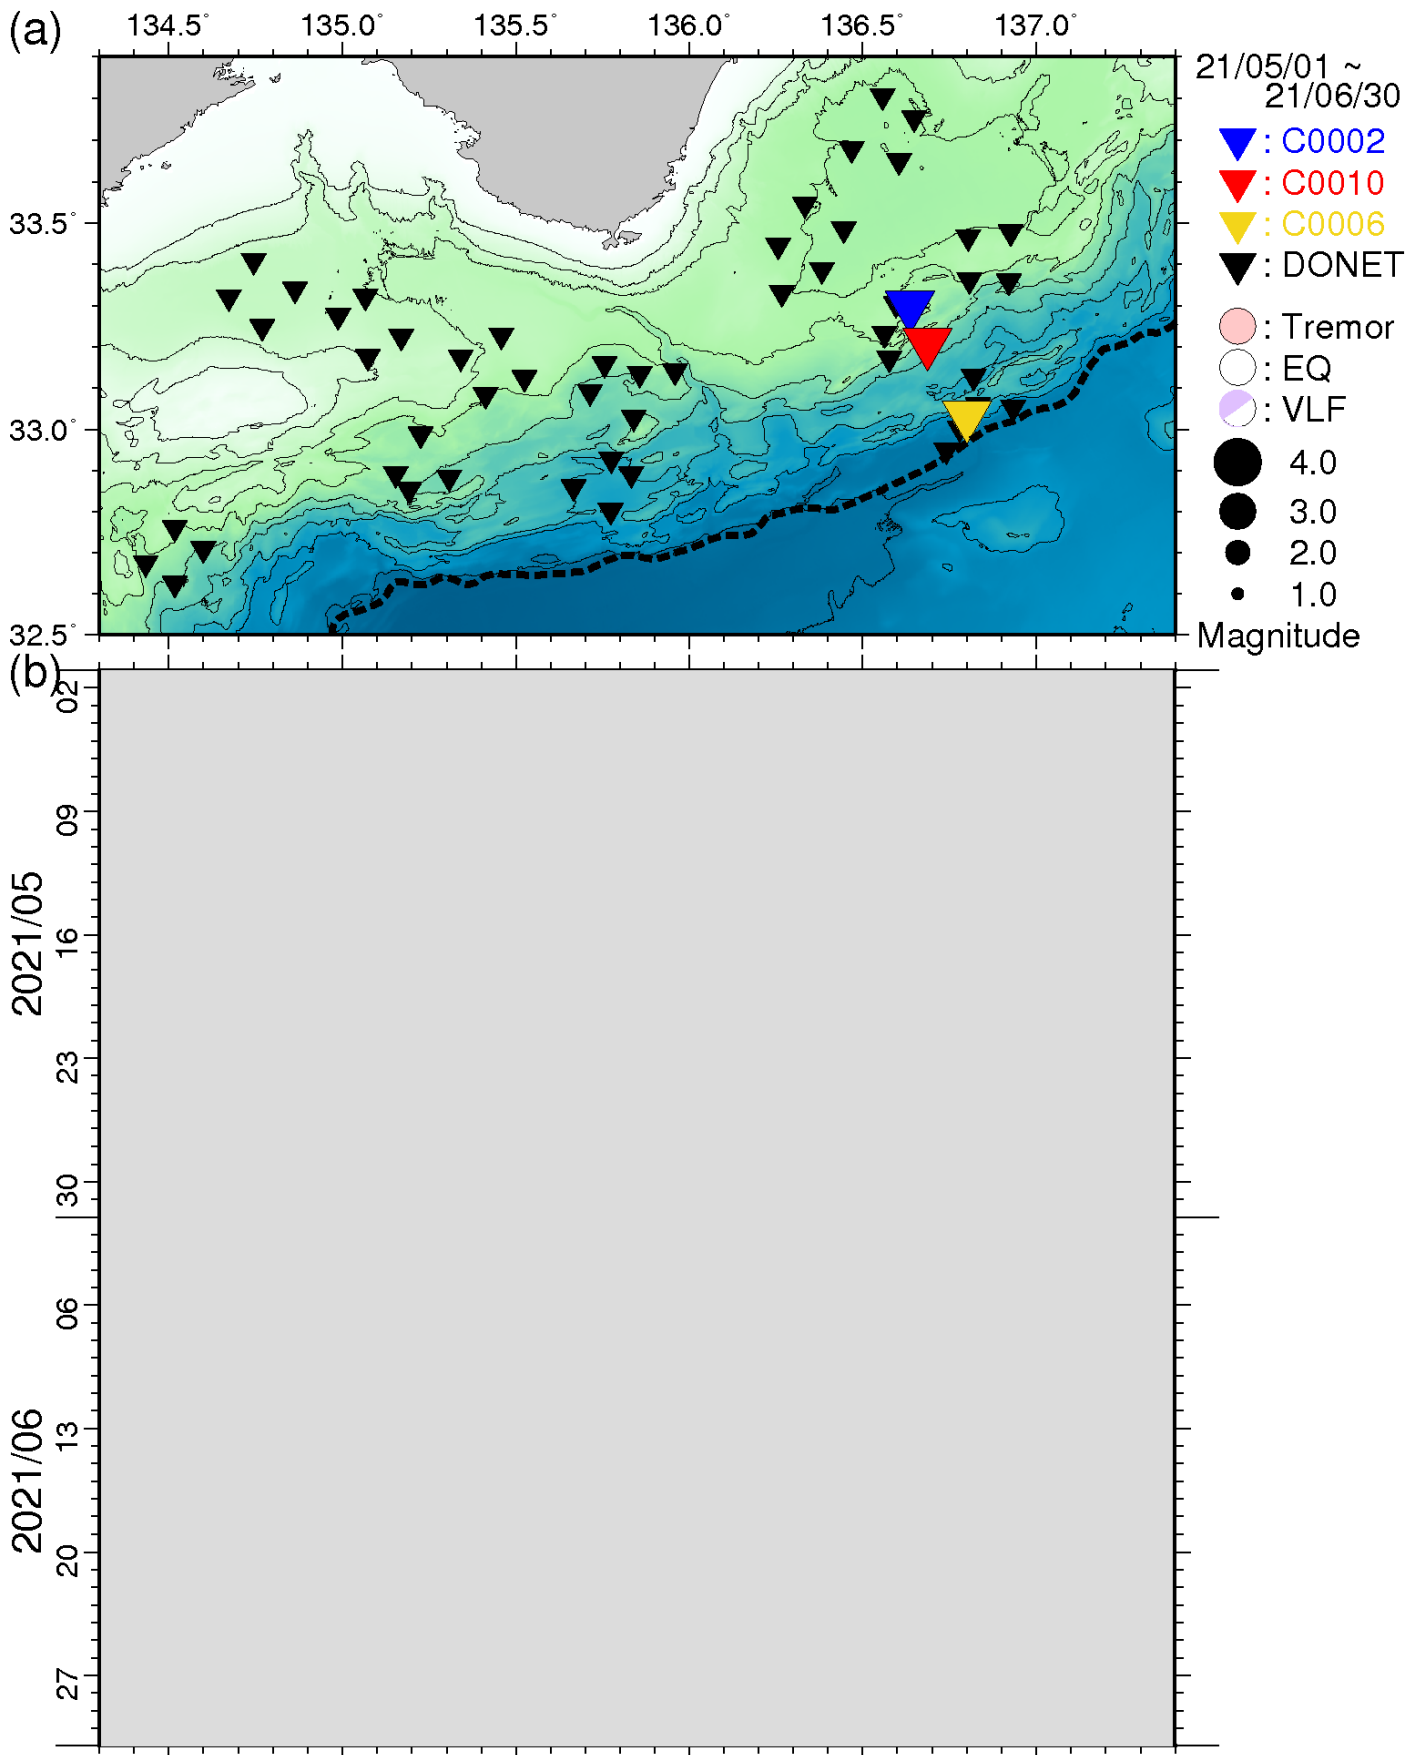 (a)
134.5° 135.0° 135.5° 136.0° 136.5° 137.0°
33.5°
33.0°
32.5°
21/05/01 ~
21/06/30
: C0002
: C0010
: C0006
: DONET
: Tremor
: EQ
: VLF
4.0
3.0
2.0
1.0
Magnitude
(b)
02
09
16
23
30
06
13
20
27
2021/05
2021/06